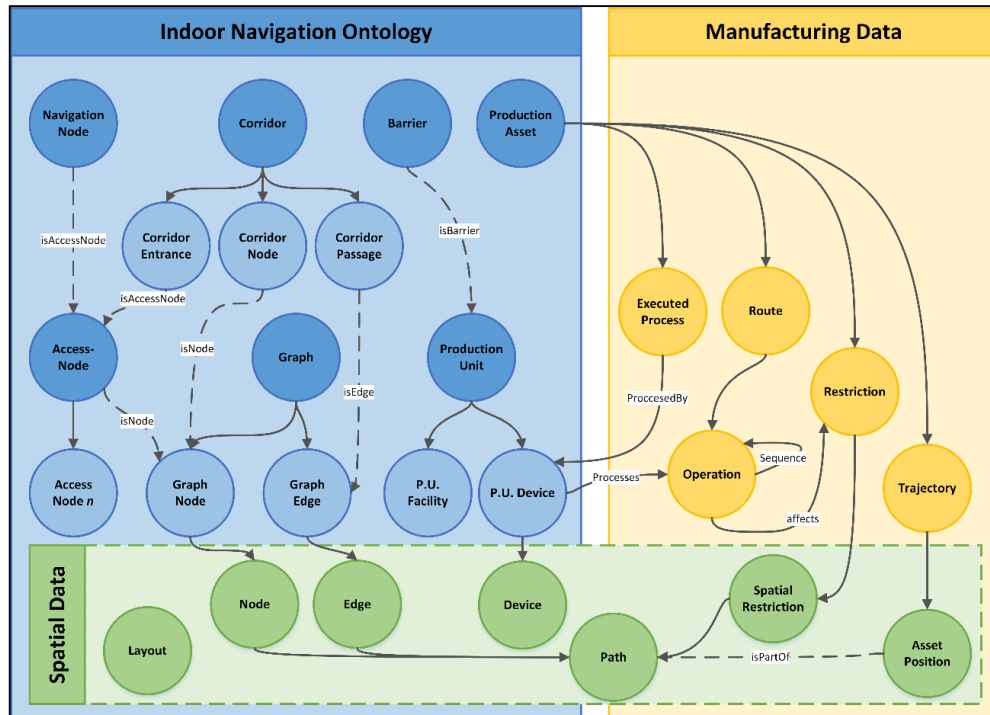 Indoor Navigation Ontology
Manufacturing Data
Navigation
Node
Corridor
Barrier
Production
Asset
isAccessNode
Corridor
Entrance
Corridor
Node
Corridor
Passage
isBarrier
isAccessNode
Executed
Process
Route
Access-
Node
isNode
Graph
Production
Unit
isEdge
Restriction
ProccesedBy
isNode
Sequence
Access
Node n
Graph
Node
Graph
Edge
P.U.
Facility
P.U. Device
Processes
Operation
Trajectory
affects
Spatial Data
Node
Edge
Device
Spatial
Restriction
Layout
Path
isPartOf
Asset
Position